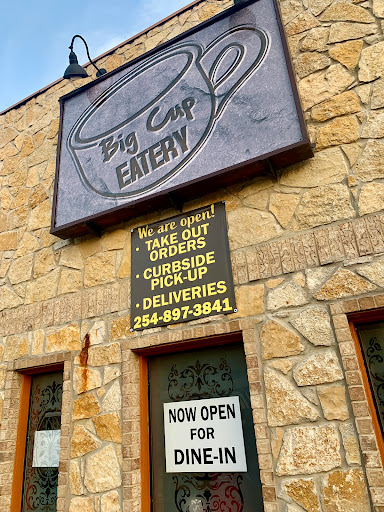 Big Cup
EATERY
We are open!
• TAKE OUT
ORDERS
• CURBSIDE
PICK-UP
• DELIVERIES
254-897-3841
NOW OPEN
FOR
DINE-IN